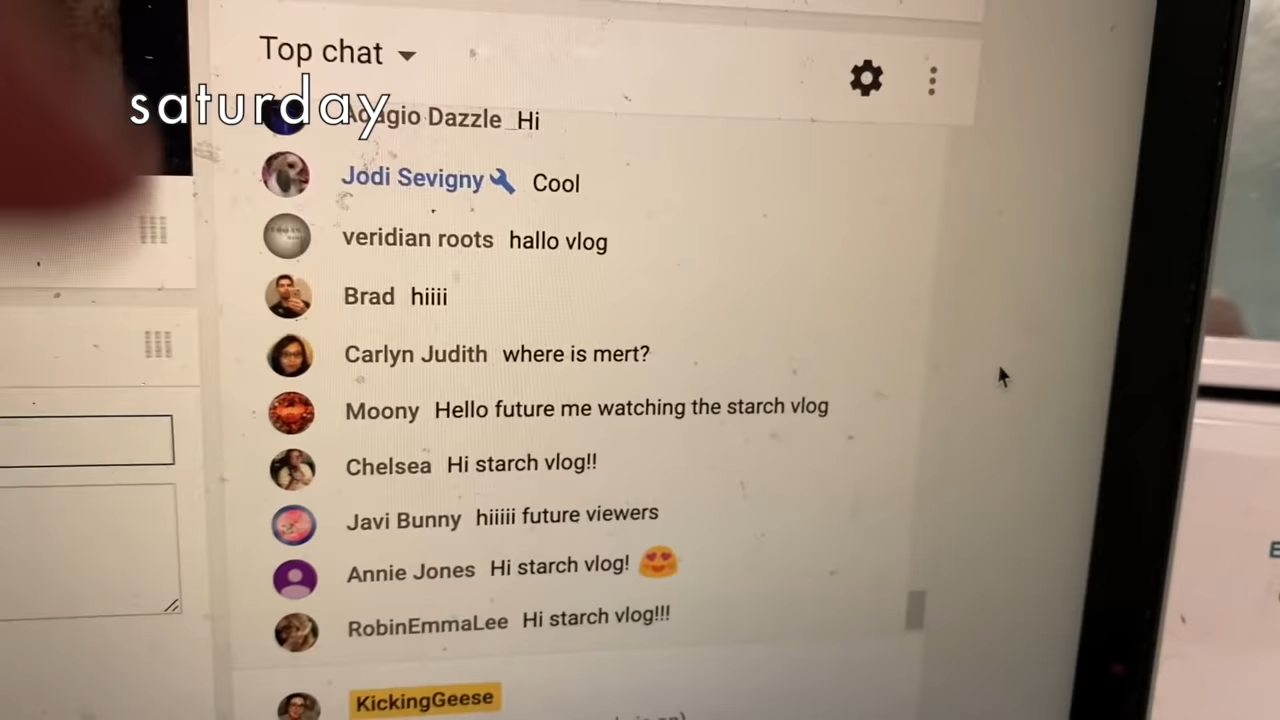 Top chat
saturday
Adagio Dazzle_ Hi
Jodi Sevigny Cool
veridian roots hallo vlog
Brad hiiii
Carlyn Judith where is mert?
Moony Hello future me watching the starch vlog
Chelsea Hi starch vlog!!
Javi Bunny hiiiii future viewers
Annie Jones Hi starch vlog! 😍
RobinEmmaLee Hi starch vlog!!!
KickingGeese